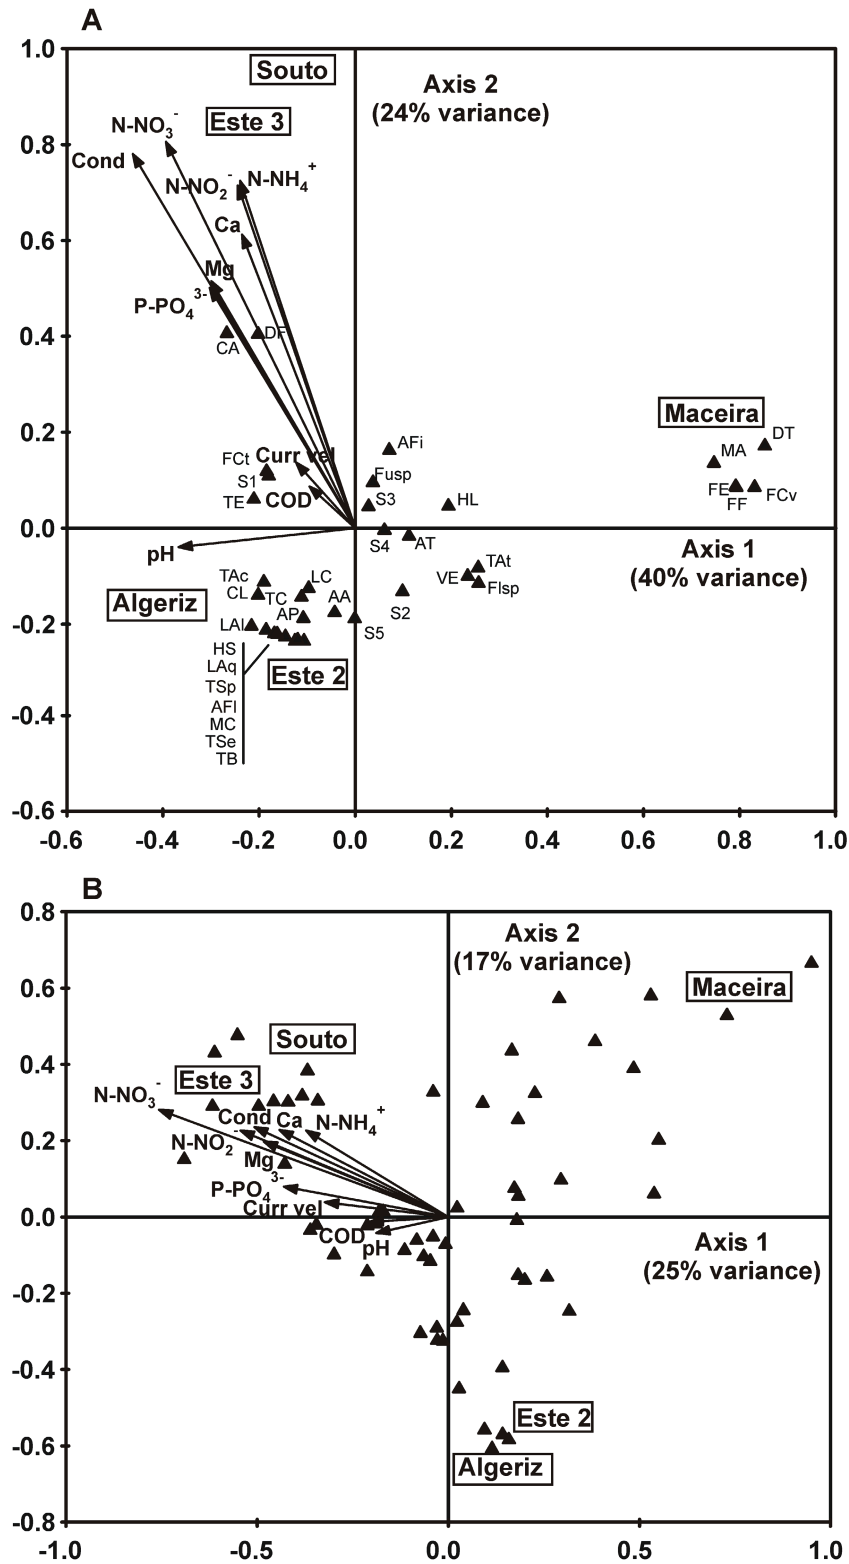 A
1.0
Souto
Axis 2
(24% variance)
Este 3
N-NO3-
0.8
Cond
N-NO2-
N-NH4+
Ca
0.6
Mg
P-PO43-
0.4
CA
DF
Maceira
0.2
AFi
DT
MA
FCt
Curr vel
S1
Fusp
FE
FF
FCv
TE
COD
S3
HL
0.0
S4
AT
pH
Axis 1
(40% variance)
TAc
LC
VE
TAt
CL
TC
AA
Flsp
Algeriz
AP
S2
-0.2
LAl
S5
HS
Este 2
LAq
TSp
AFl
MC
TSe
TB
-0.4
-0.6
-0.6 -0.4 -0.2 0.0 0.2 0.4 0.6 0.8 1.0
B
0.8
Axis 2
(17% variance)
0.6
Maceira
Souto
0.4
Este 3
N-NO3-
Cond
Ca
N-NH4+
0.2
N-NO2-
Mg
P-PO43-
Curr vel
0.0
COD
pH
Axis 1
(25% variance)
-0.2
-0.4
Este 2
-0.6
Algeriz
-0.8
-1.0 -0.5 0.0 0.5 1.0